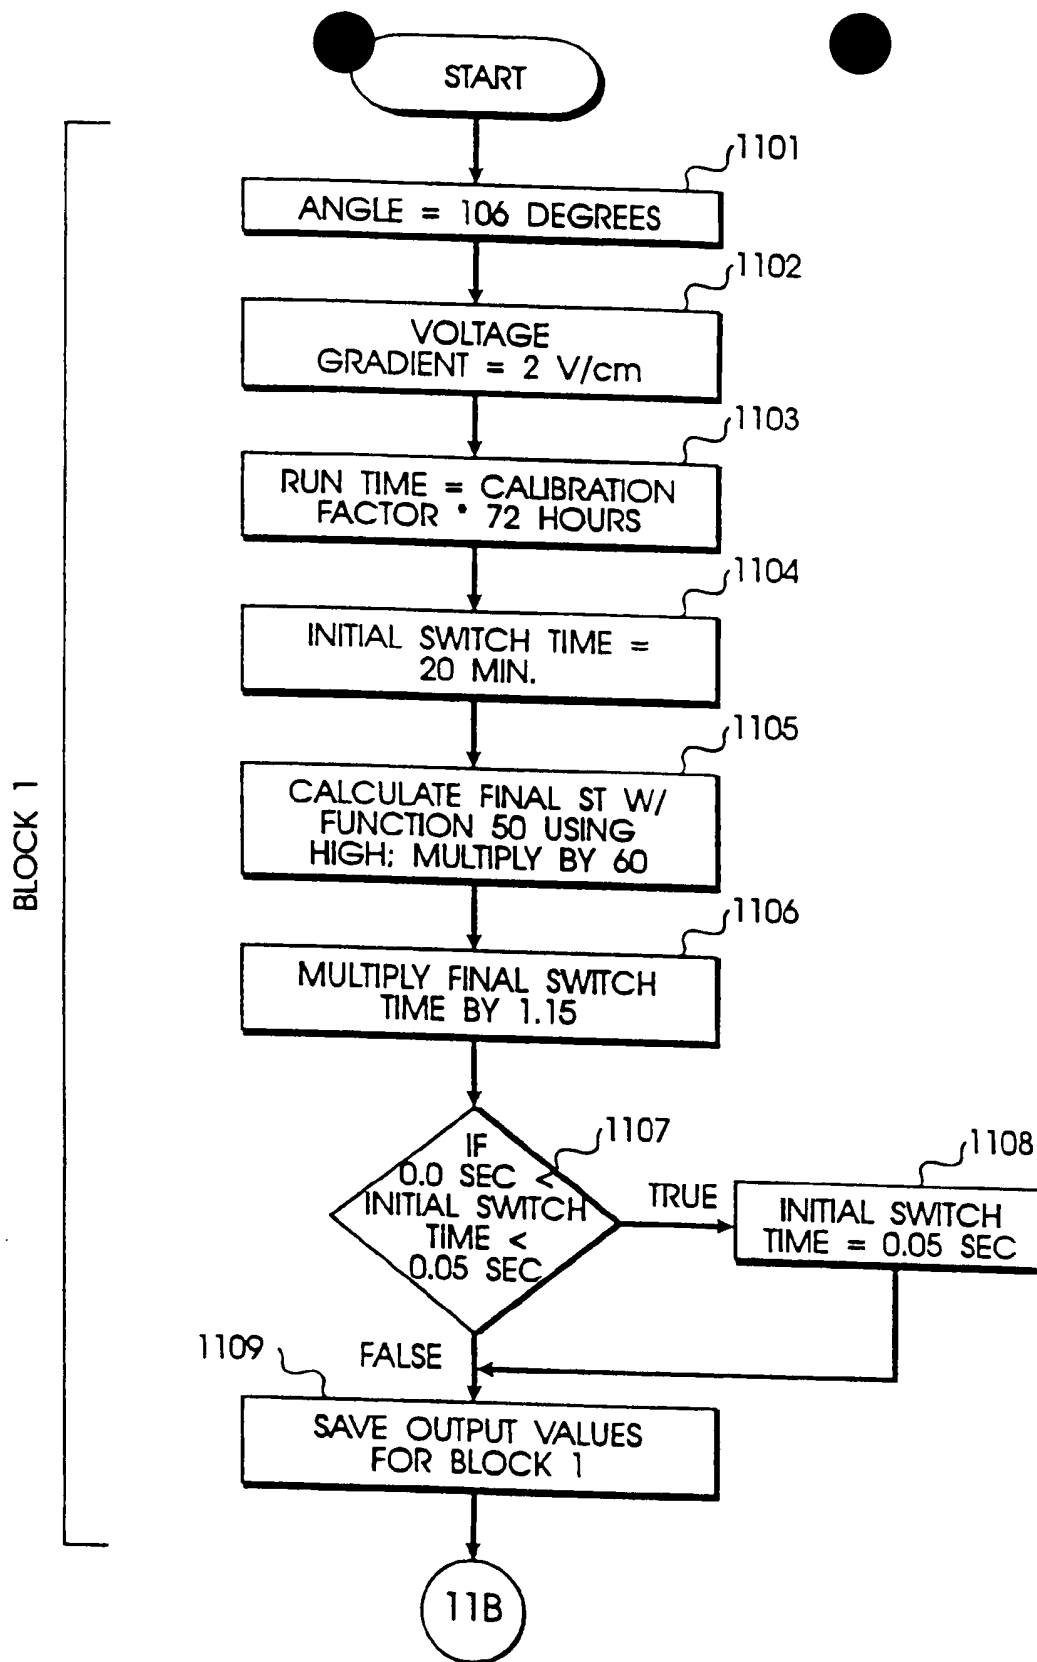 START
1101
ANGLE = 106 DEGREES
1102
VOLTAGE
GRADIENT = 2 V/cm
1103
RUN TIME = CALIBRATION
FACTOR * 72 HOURS
1104
INITIAL SWITCH TIME =
20 MIN.
1105
CALCULATE FINAL ST W/
FUNCTION 50 USING
HIGH; MULTIPLY BY 60
BLOCK 1
1106
MULTIPLY FINAL SWITCH
TIME BY 1.15
1107
IF
0.0 SEC <
INITIAL SWITCH
TIME <
0.05 SEC
TRUE
1108
INITIAL SWITCH
TIME = 0.05 SEC
FALSE
1109
SAVE OUTPUT VALUES
FOR BLOCK 1
11B